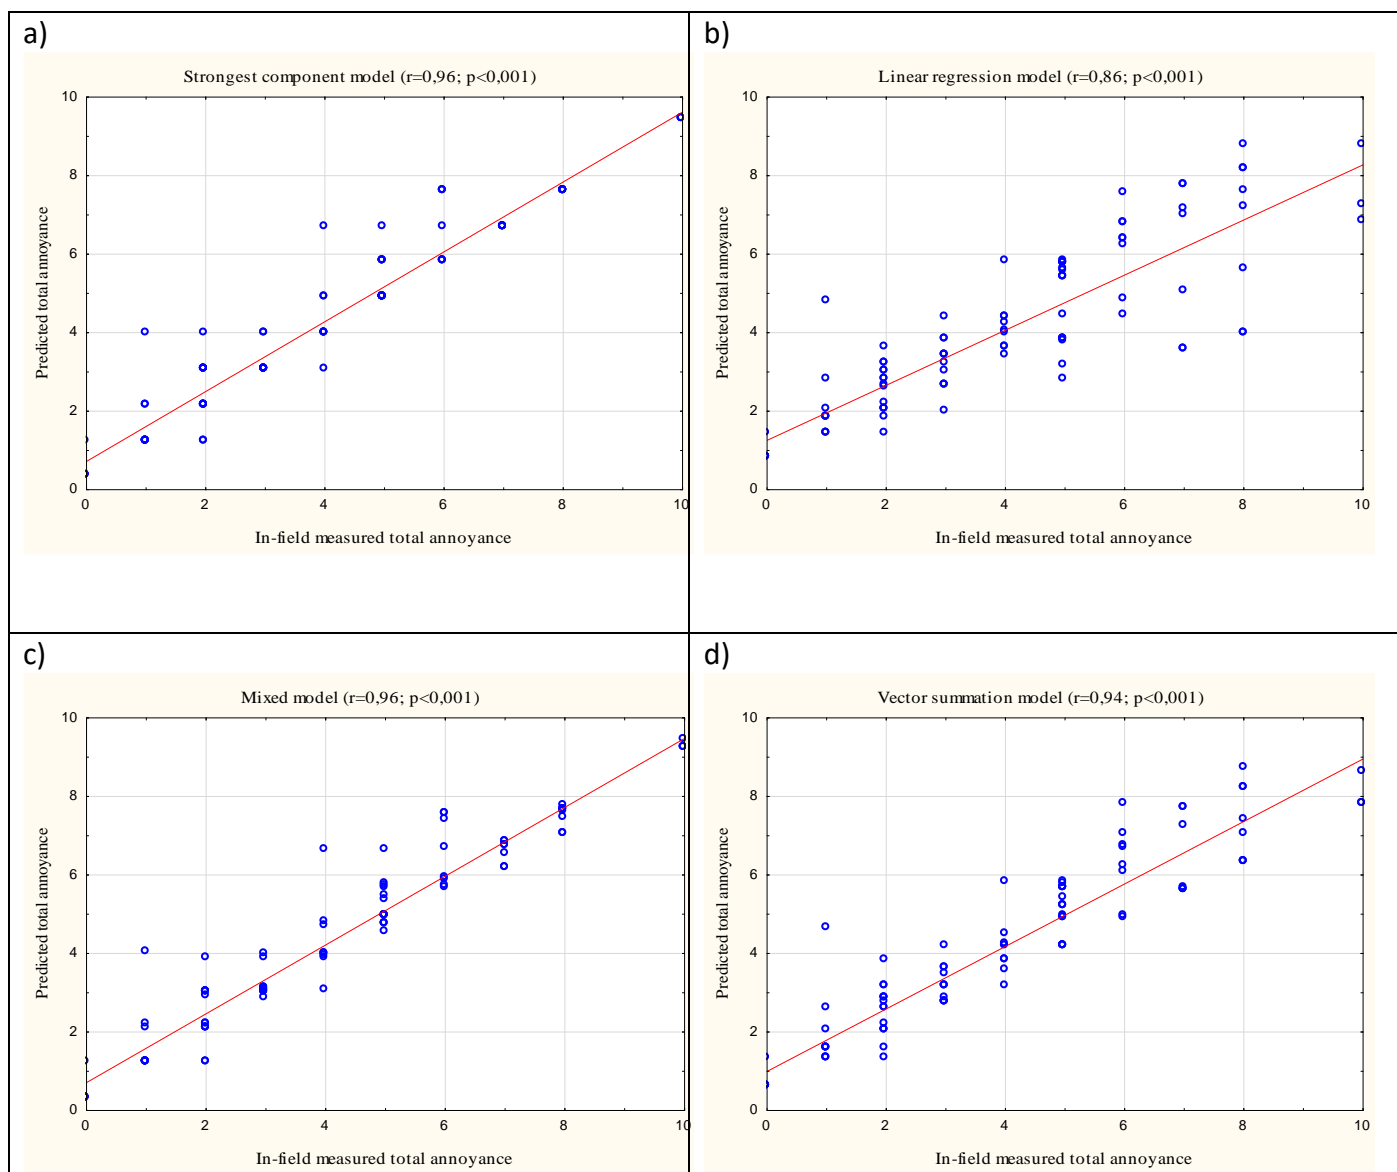 a)
Strongest component model (r=0,96; p<0,001)
10
8
6
4
2
0
Predicted total annoyance
0 2 4 6 8 10
In-field measured total annoyance
b)
Linear regression model (r=0,86; p<0,001)
10
8
6
4
2
0
Predicted total annoyance
0 2 4 6 8 10
In-field measured total annoyance
c)
Mixed model (r=0,96; p<0,001)
10
8
6
4
2
0
Predicted total annoyance
0 2 4 6 8 10
In-field measured total annoyance
d)
Vector summation model (r=0,94; p<0,001)
10
8
6
4
2
0
Predicted total annoyance
0 2 4 6 8 10
In-field measured total annoyance